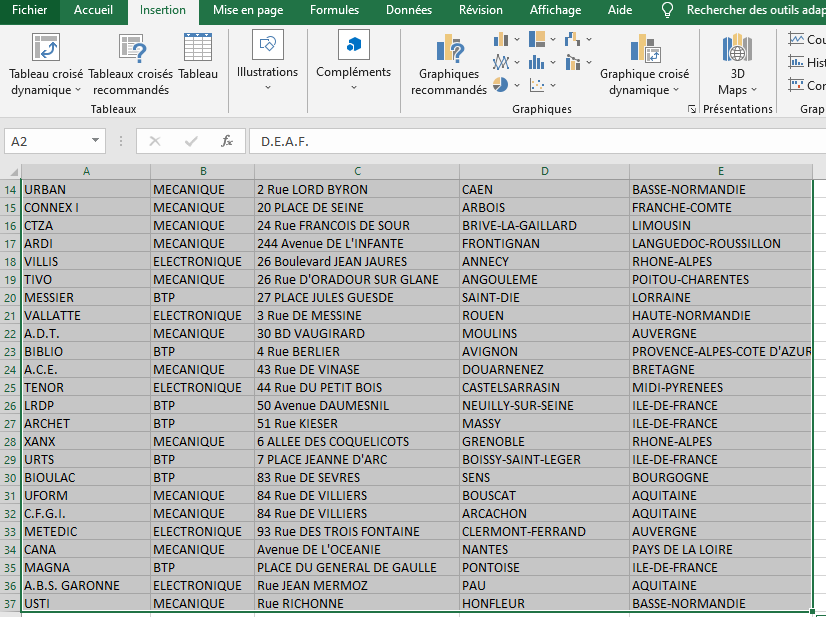 Fichier Accueil Insertion Mise en page Formules Données Révision Affichage Aide Rechercher des outils adap
Tableau croisé dynamique
Tableaux croisés recommandés
Tableau
Tableaux
Illustrations
Compléments
Graphiques recommandés
Graphique croisé dynamique
Graphiques
3D Maps
Présentations
Cou
Hist
Con
Grap
A2 fx D.E.A.F.
A B C D E
14 URBAN MECANIQUE 2 Rue LORD BYRON CAEN BASSE-NORMANDIE
15 CONNEX I MECANIQUE 20 PLACE DE SEINE ARBOIS FRANCHE-COMTE
16 CTZA MECANIQUE 24 Rue FRANCOIS DE SOUR BRIVE-LA-GAILLARD LIMOUSIN
17 ARDI MECANIQUE 244 Avenue DE L'INFANTE FRONTIGNAN LANGUEDOC-ROUSSILLON
18 VILLIS ELECTRONIQUE 26 Boulevard JEAN JAURES ANNECY RHONE-ALPES
19 TIVO MECANIQUE 26 Rue D'ORADOUR SUR GLANE ANGOULEME POITOU-CHARENTES
20 MESSIER BTP 27 PLACE JULES GUESDE SAINT-DIE LORRAINE
21 VALLATTE ELECTRONIQUE 3 Rue DE MESSINE ROUEN HAUTE-NORMANDIE
22 A.D.T. MECANIQUE 30 BD VAUGIRARD MOULINS AUVERGNE
23 BIBLIO BTP 4 Rue BERLIER AVIGNON PROVENCE-ALPES-COTE D'AZUR
24 A.C.E. MECANIQUE 43 Rue DE VINASE DOUARNENEZ BRETAGNE
25 TENOR ELECTRONIQUE 44 Rue DU PETIT BOIS CASTELSARRASIN MIDI-PYRENEES
26 LRDP BTP 50 Avenue DAUMESNIL NEUILLY-SUR-SEINE ILE-DE-FRANCE
27 ARCHET BTP 51 Rue KIESER MASSY ILE-DE-FRANCE
28 XANX MECANIQUE 6 ALLEE DES COQUELICOTS GRENOBLE RHONE-ALPES
29 URTS BTP 7 PLACE JEANNE D'ARC BOISSY-SAINT-LEGER ILE-DE-FRANCE
30 BIOULAC BTP 83 Rue DE SEVRES SENS BOURGOGNE
31 UFORM MECANIQUE 84 Rue DE VILLIERS BOUSCAT AQUITAINE
32 C.F.G.I. MECANIQUE 84 Rue DE VILLIERS ARCACHON AQUITAINE
33 METEDIC ELECTRONIQUE 93 Rue DES TROIS FONTAINE CLERMONT-FERRAND AUVERGNE
34 CANA MECANIQUE Avenue DE L'OCEANIE NANTES PAYS DE LA LOIRE
35 MAGNA BTP PLACE DU GENERAL DE GAULLE PONTOISE ILE-DE-FRANCE
36 A.B.S. GARONNE ELECTRONIQUE Rue JEAN MERMOZ PAU AQUITAINE
37 USTI MECANIQUE Rue RICHONNE HONFLEUR BASSE-NORMANDIE